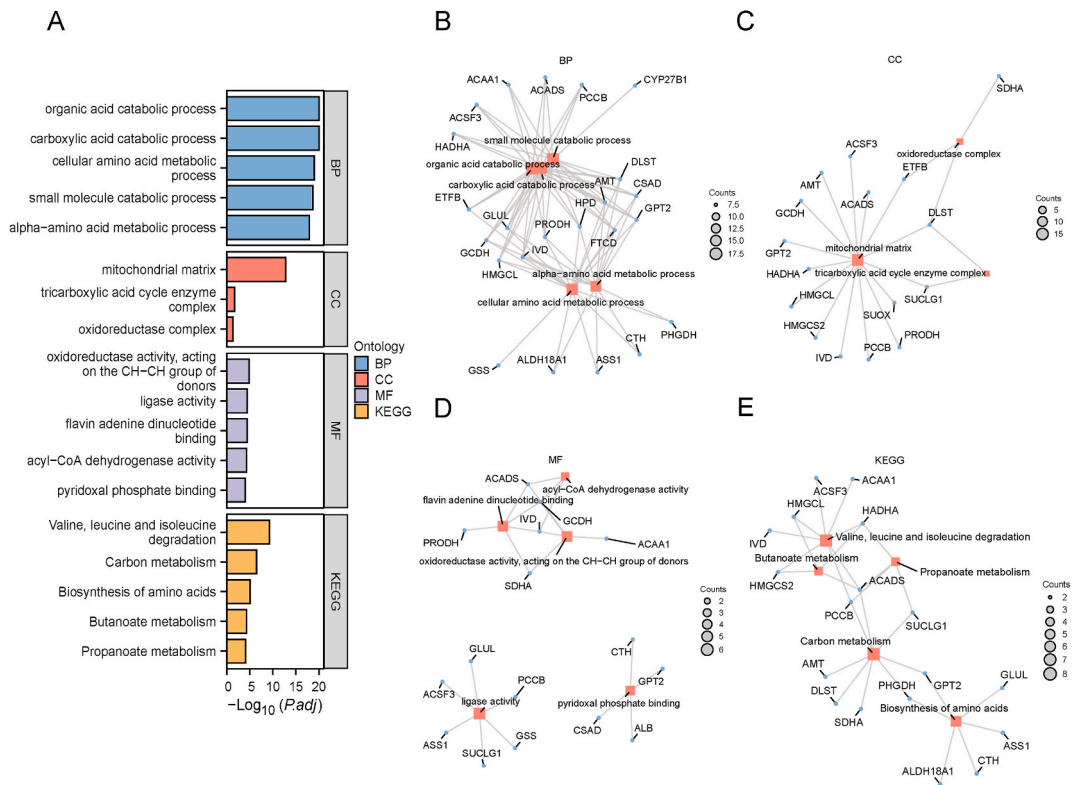 A
organic acid catabolic process
carboxylic acid catabolic process
cellular amino acid metabolic
process
small molecule catabolic process
alpha−amino acid metabolic process
BP
mitochondrial matrix
tricarboxylic acid cycle enzyme
complex
oxidoreductase complex
CC
oxidoreductase activity, acting
on the CH−CH group of
donors
ligase activity
flavin adenine dinucleotide
binding
acyl−CoA dehydrogenase activity
pyridoxal phosphate binding
MF
Valine, leucine and isoleucine
degradation
Carbon metabolism
Biosynthesis of amino acids
Butanoate metabolism
Propanoate metabolism
KEGG
0 5 10 15 20
−Log10 (P.adj)
Ontology
BP
CC
MF
KEGG
B
BP
ACAA1
ACADS
PCCB
CYP27B1
ACSF3
HADHA
small molecule catabolic process
organic acid catabolic process
DLST
carboxylic acid catabolic process
AMT
CSAD
ETFB
GLUL
PRODH
HPD
GPT2
FTCD
GCDH
IVD
HMGCL
alpha−amino acid metabolic process
cellular amino acid metabolic process
PHGDH
CTH
GSS
ALDH18A1
ASS1
Counts
7.5
10.0
12.5
15.0
17.5
C
CC
SDHA
ACSF3
oxidoreductase complex
ETFB
AMT
ACADS
GCDH
DLST
GPT2
mitochondrial matrix
HADHA
tricarboxylic acid cycle enzyme complex
HMGCL
SUCLG1
SUOX
HMGCS2
PRODH
IVD
PCCB
Counts
5
10
15
D
MF
ACADS
acyl−CoA dehydrogenase activity
flavin adenine dinucleotide binding
IVD
GCDH
PRODH
ACAA1
oxidoreductase activity, acting on the CH−CH group of donors
SDHA
GLUL
CTH
ACSF3
PCCB
GPT2
ligase activity
pyridoxal phosphate binding
ASS1
GSS
CSAD
ALB
SUCLG1
Counts
2
3
4
5
6
E
KEGG
ACSF3
ACAA1
HMGCL
HADHA
IVD
Valine, leucine and isoleucine degradation
Butanoate metabolism
Propanoate metabolism
HMGCS2
ACADS
PCCB
SUCLG1
Carbon metabolism
AMT
GPT2
GLUL
DLST
PHGDH
SDHA
Biosynthesis of amino acids
ASS1
CTH
ALDH18A1
Counts
2
3
4
5
6
7
8